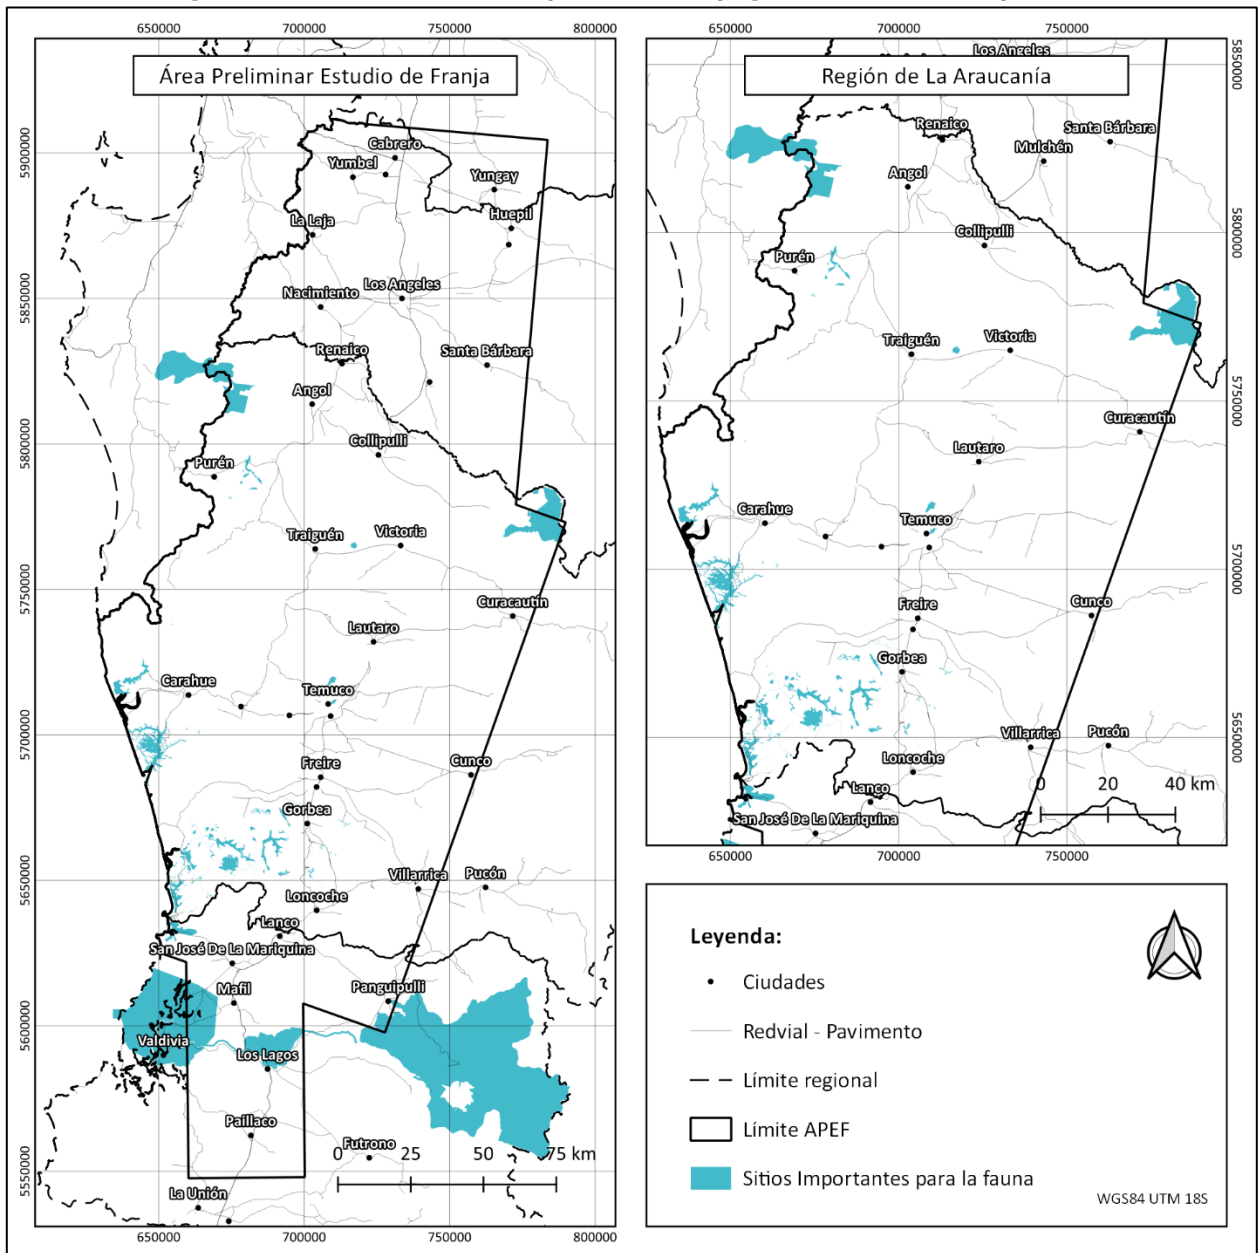 650000 700000 750000 800000
Área Preliminar Estudio de Franja
5900000
5850000
5800000
5750000
5700000
5650000
5600000
5550000
Cabrero
Yumbel
Yungay
Huepil
La Laja
Los Angeles
Nacimiento
Renaico
Santa Bárbara
Angol
Collipulli
Purén
Traiguén
Victoria
Curacautín
Lautaro
Carahue
Temuco
Cunco
Freire
Gorbea
Villarrica
Pucón
Loncoche
Lanco
San José De La Mariquina
Panguipulli
Mafil
Valdivia
Los Lagos
Paillaco
Futrono
La Unión
0 25 50 75 km
650000 700000 750000 800000
650000 700000 750000
Los Angeles
Región de La Araucanía
5850000
5800000
5750000
5700000
5650000
Renaico
Santa Bárbara
Mulchén
Angol
Collipulli
Purén
Traiguén
Victoria
Curacautín
Lautaro
Carahue
Temuco
Freire
Cunco
Gorbea
Villarrica
Pucón
Loncoche
Lanco
San José De La Mariquina
0 20 40 km
650000 700000 750000
Leyenda:
Ciudades
Redvial - Pavimento
Límite regional
Límite APEF
Sitios Importantes para la fauna
WGS84 UTM 18S